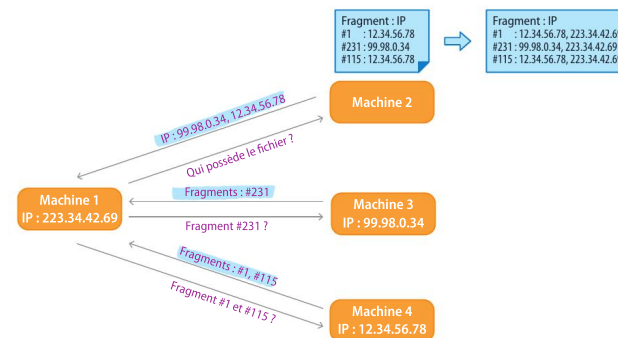 Fragment : IP
#1 : 12.34.56.78
#231 : 99.98.0.34
#115 : 12.34.56.78
Fragment : IP
#1 : 12.34.56.78, 223.34.42.69
#231 : 99.98.0.34, 223.34.42.69
#115 : 12.34.56.78, 223.34.42.69
Machine 2
IP : 99.98.0.34, 12.34.56.78
Qui possède le fichier ?
Machine 1
IP : 223.34.42.69
Fragments : #231
Fragment #231 ?
Machine 3
IP : 99.98.0.34
Fragments : #1, #115
Fragment #1 et #115 ?
Machine 4
IP : 12.34.56.78